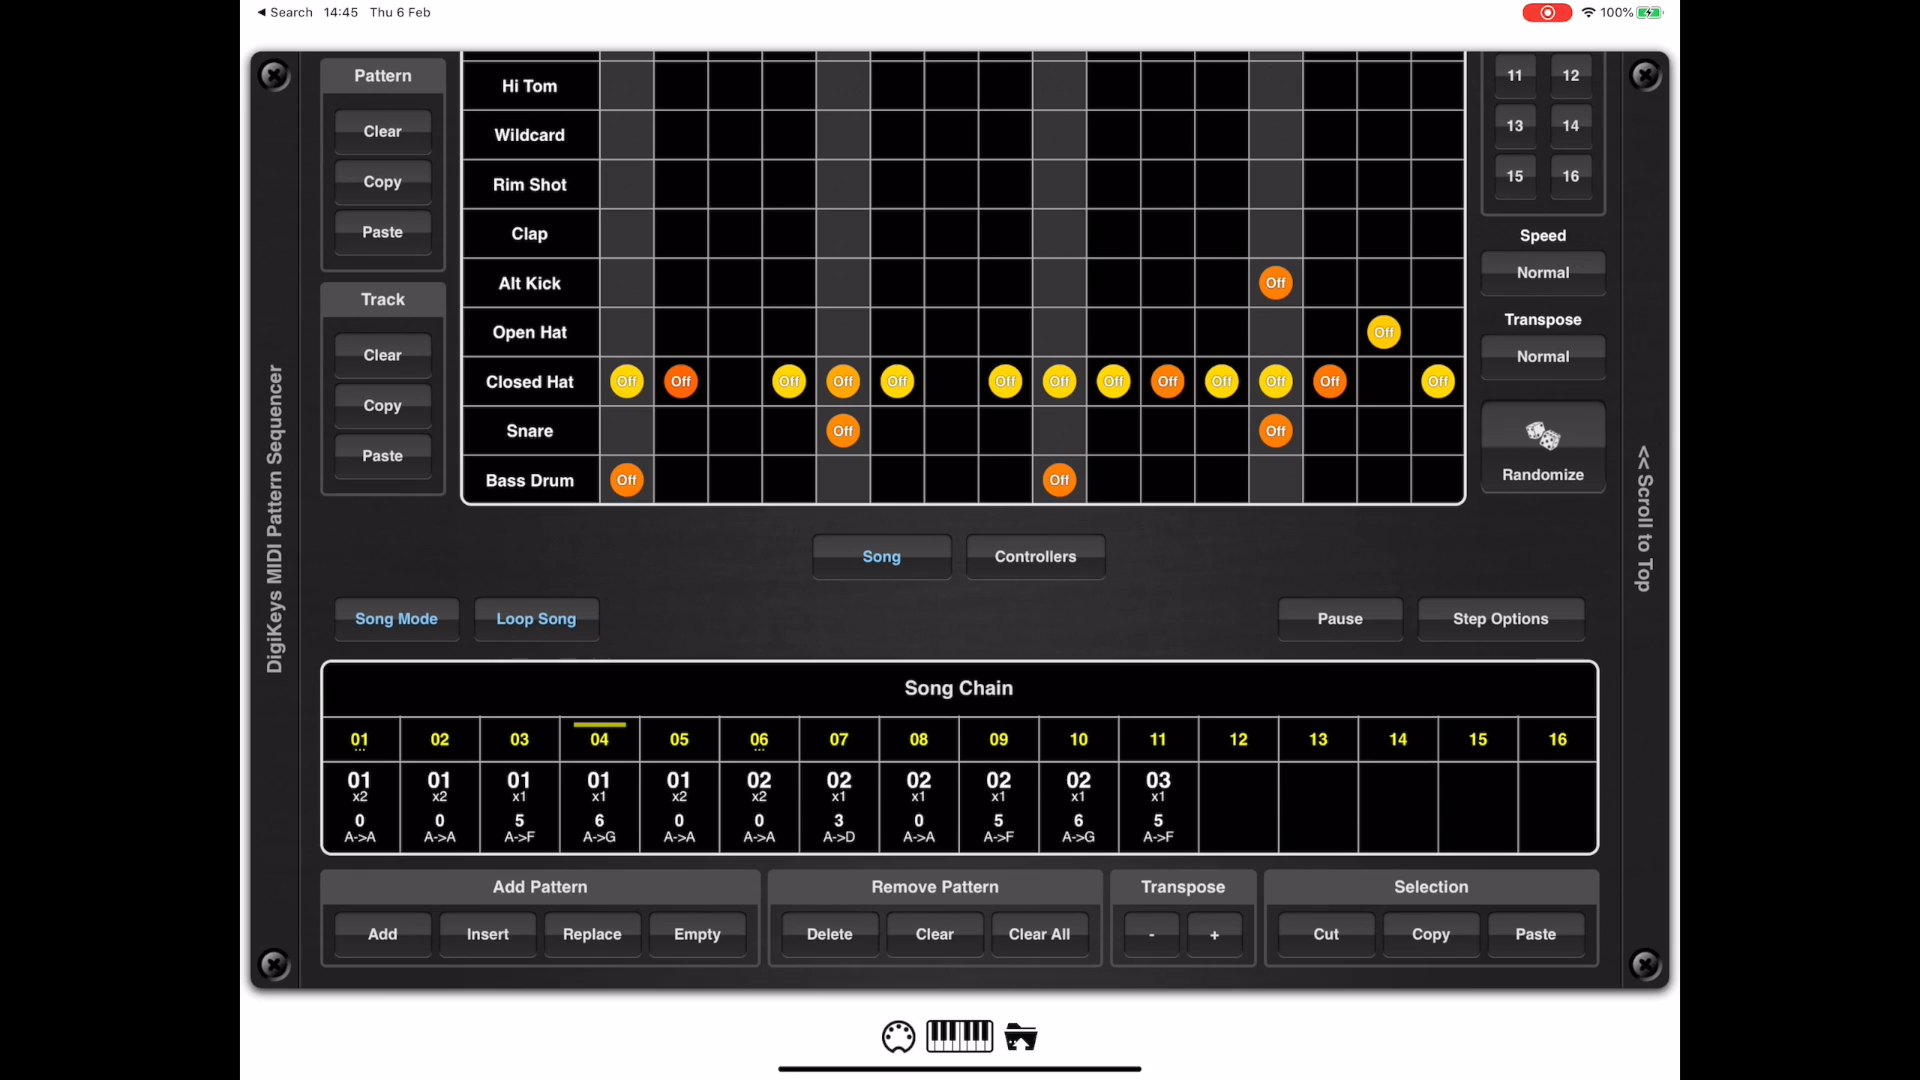 ◀ Search 14:45 Thu 6 Feb
100%
DigiKeys MIDI Pattern Sequencer
Pattern
Clear
Copy
Paste
Track
Clear
Copy
Paste
Hi Tom
Wildcard
Rim Shot
Clap
Alt Kick Off
Open Hat Off
Closed Hat Off Off Off Off Off Off Off Off Off Off Off Off Off
Snare Off Off
Bass Drum Off Off
11 12
13 14
15 16
Speed
Normal
Transpose
Normal
Randomize
<< Scroll to Top
Song Controllers
Song Mode Loop Song Pause Step Options
Song Chain
01 02 03 04 05 06 07 08 09 10 11 12 13 14 15 16
01 01 01 01 01 02 02 02 02 02 03
x2 x2 x1 x1 x2 x2 x1 x1 x1 x1 x1
0 0 5 6 0 0 3 0 5 6 5
A->A A->A A->F A->G A->A A->A A->D A->A A->F A->G A->F
Add Pattern Remove Pattern Transpose Selection
Add Insert Replace Empty Delete Clear Clear All - + Cut Copy Paste